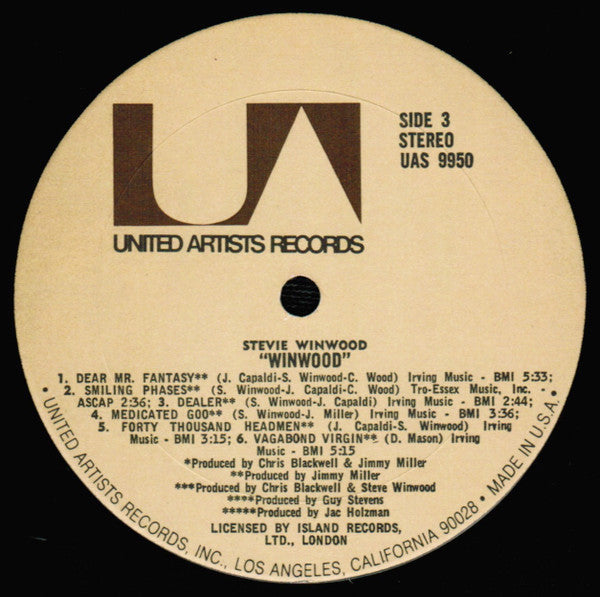 UA
SIDE 3
STEREO
UAS 9950
UNITED ARTISTS RECORDS
STEVIE WINWOOD
"WINWOOD"
1. DEAR MR. FANTASY** (J. Capaldi-S. Winwood-C. Wood) Irving Music - BMI 5:33;
2. SMILING PHASES** (S. Winwood-J. Capaldi-C. Wood) Tro-Essex Music, Inc. -
ASCAP 2:36; 3. DEALER** (S. Winwood-J. Capaldi) Irving Music - BMI 2:44;
4. MEDICATED GOO** (S. Winwood-J. Miller) Irving Music - BMI 3:36;
5. FORTY THOUSAND HEADMEN** (J. Capaldi-S. Winwood) Irving
Music - BMI 3:15; 6. VAGABOND VIRGIN** (D. Mason) Irving
Music - BMI 5:15
*Produced by Chris Blackwell & Jimmy Miller
**Produced by Jimmy Miller
***Produced by Chris Blackwell & Steve Winwood
****Produced by Guy Stevens
*****Produced by Jac Holzman
LICENSED BY ISLAND RECORDS,
LTD., LONDON
• UNITED ARTISTS RECORDS, INC., LOS ANGELES, CALIFORNIA 90028 • MADE IN U.S.A. •